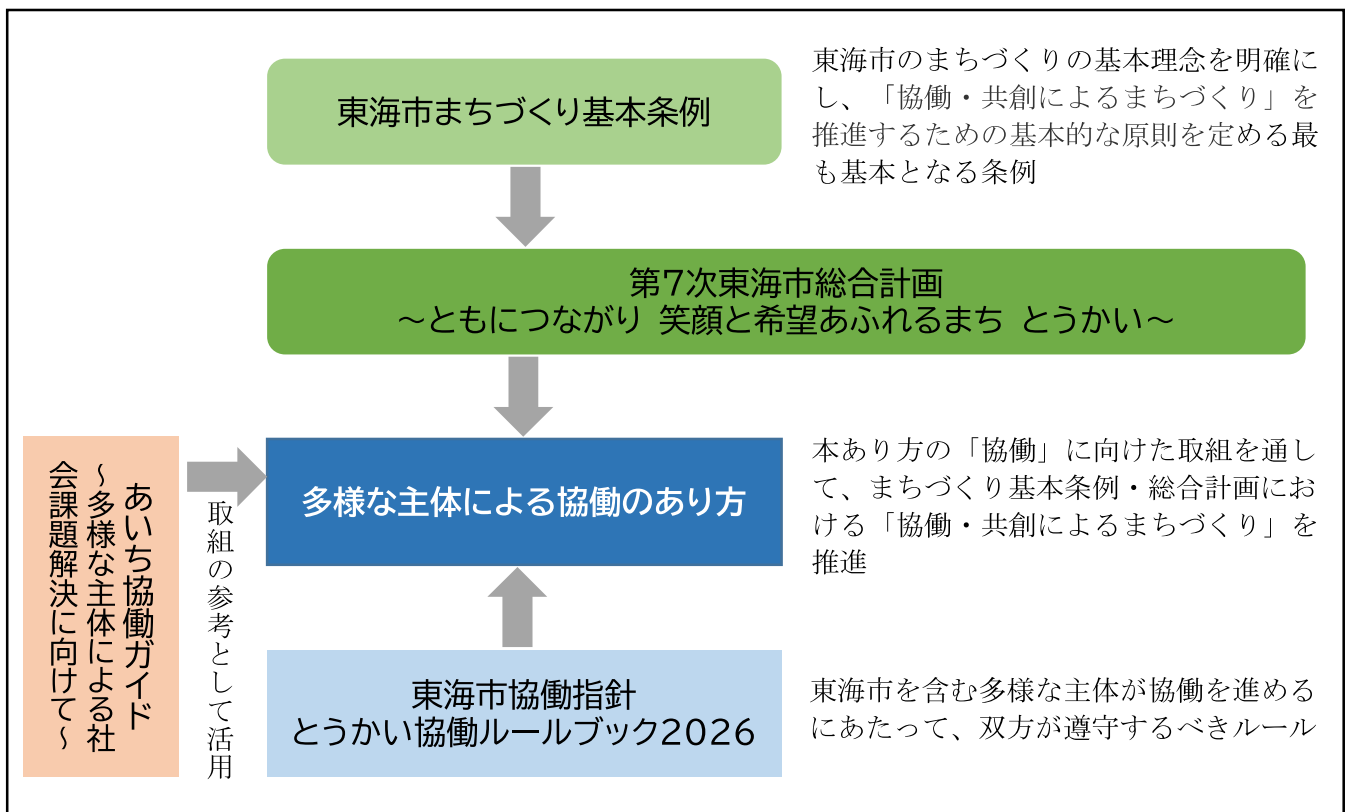 東海市まちづくり基本条例
東海市のまちづくりの基本理念を明確に
し、「協働・共創によるまちづくり」を
推進するための基本的な原則を定める最
も基本となる条例
第7次東海市総合計画
～ともにつながり 笑顔と希望あふれるまち とうかい～
あいち協働ガイド
～多様な主体による社
会課題解決に向けて～
取組の参考として活用
多様な主体による協働のあり方
本あり方の「協働」に向けた取組を通し
て、まちづくり基本条例・総合計画にお
ける「協働・共創によるまちづくり」を
推進
東海市協働指針
とうかい協働ルールブック2026
東海市を含む多様な主体が協働を進める
にあたって、双方が遵守するべきルール